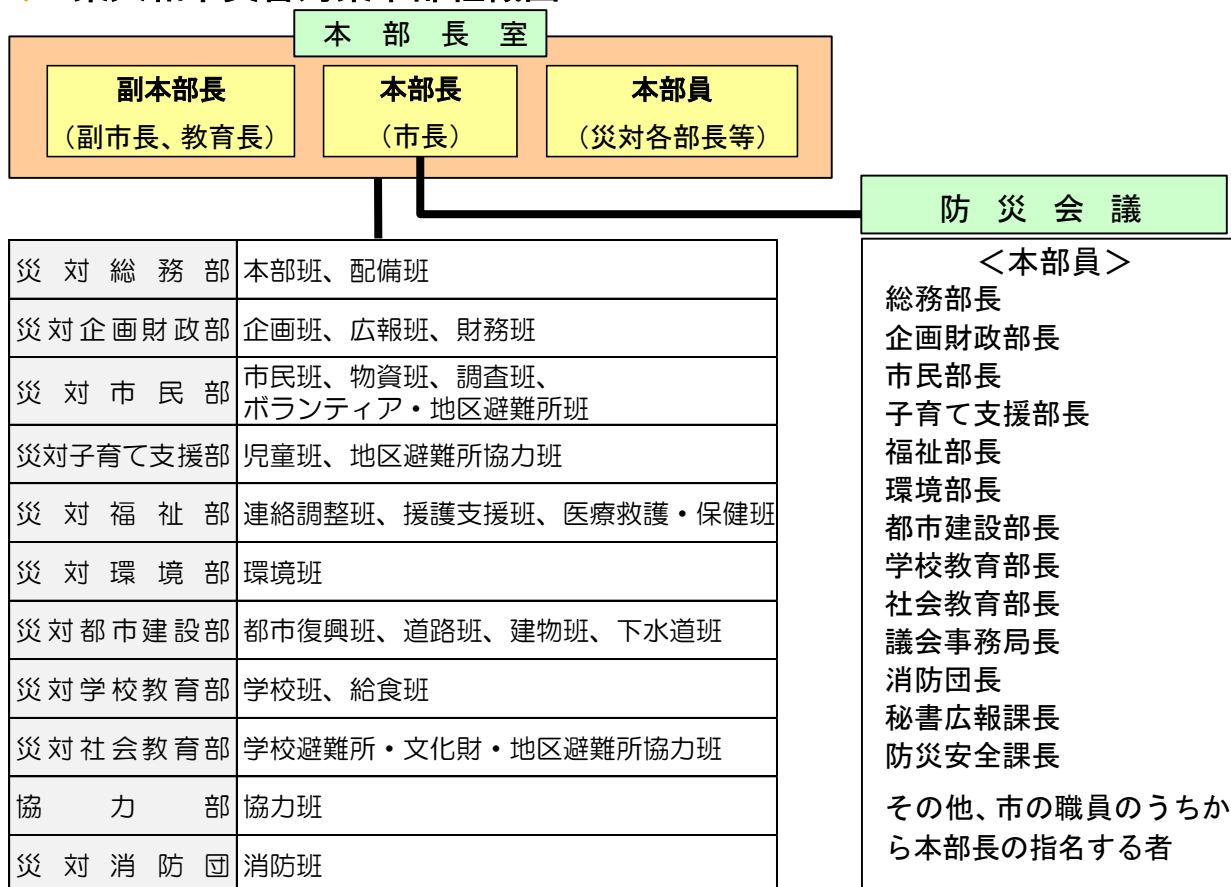 本部長室
副本部長
（副市長、教育長）
本部長
（市長）
本部員
（災対各部長等）
防災会議
災対総務部 本部班、配備班
災対企画財政部 企画班、広報班、財務班
災対市民部 市民班、物資班、調査班、
ボランティア・地区避難所班
災対子育て支援部 児童班、地区避難所協力班
災対福祉部 連絡調整班、援護支援班、医療救護・保健班
災対環境部 環境班
災対都市建設部 都市復興班、道路班、建物班、下水道班
災対学校教育部 学校班、給食班
災対社会教育部 学校避難所・文化財・地区避難所協力班
協力部 協力班
災対消防団 消防班
＜本部員＞
総務部長
企画財政部長
市民部長
子育て支援部長
福祉部長
環境部長
都市建設部長
学校教育部長
社会教育部長
議会事務局長
消防団長
秘書広報課長
防災安全課長
その他、市の職員のうちか
ら本部長の指名する者